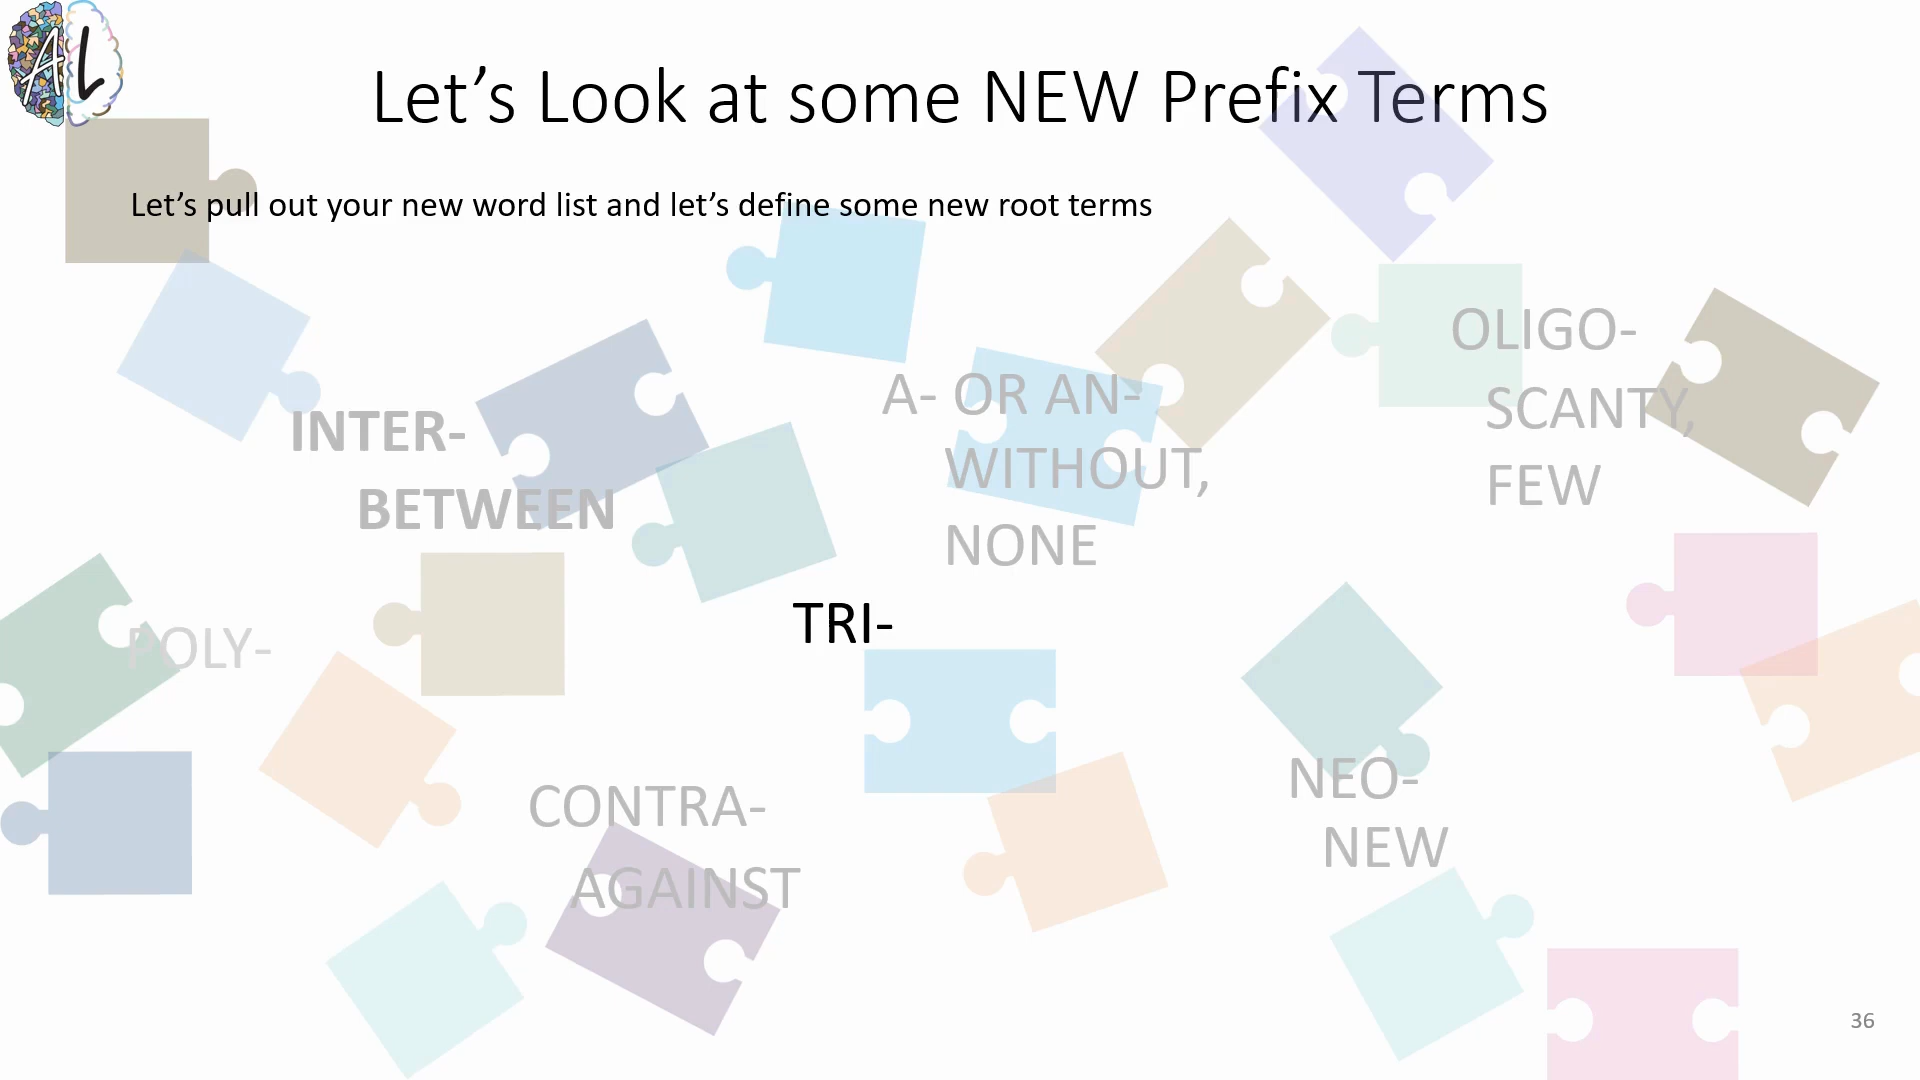 AL
Let's Look at some NEW Prefix Terms
Let's pull out your new word list and let's define some new root terms
INTER-
BETWEEN
A- OR AN-
WITHOUT,
NONE
OLIGO-
SCANTY,
FEW
POLY-
TRI-
CONTRA-
AGAINST
NEO-
NEW
36